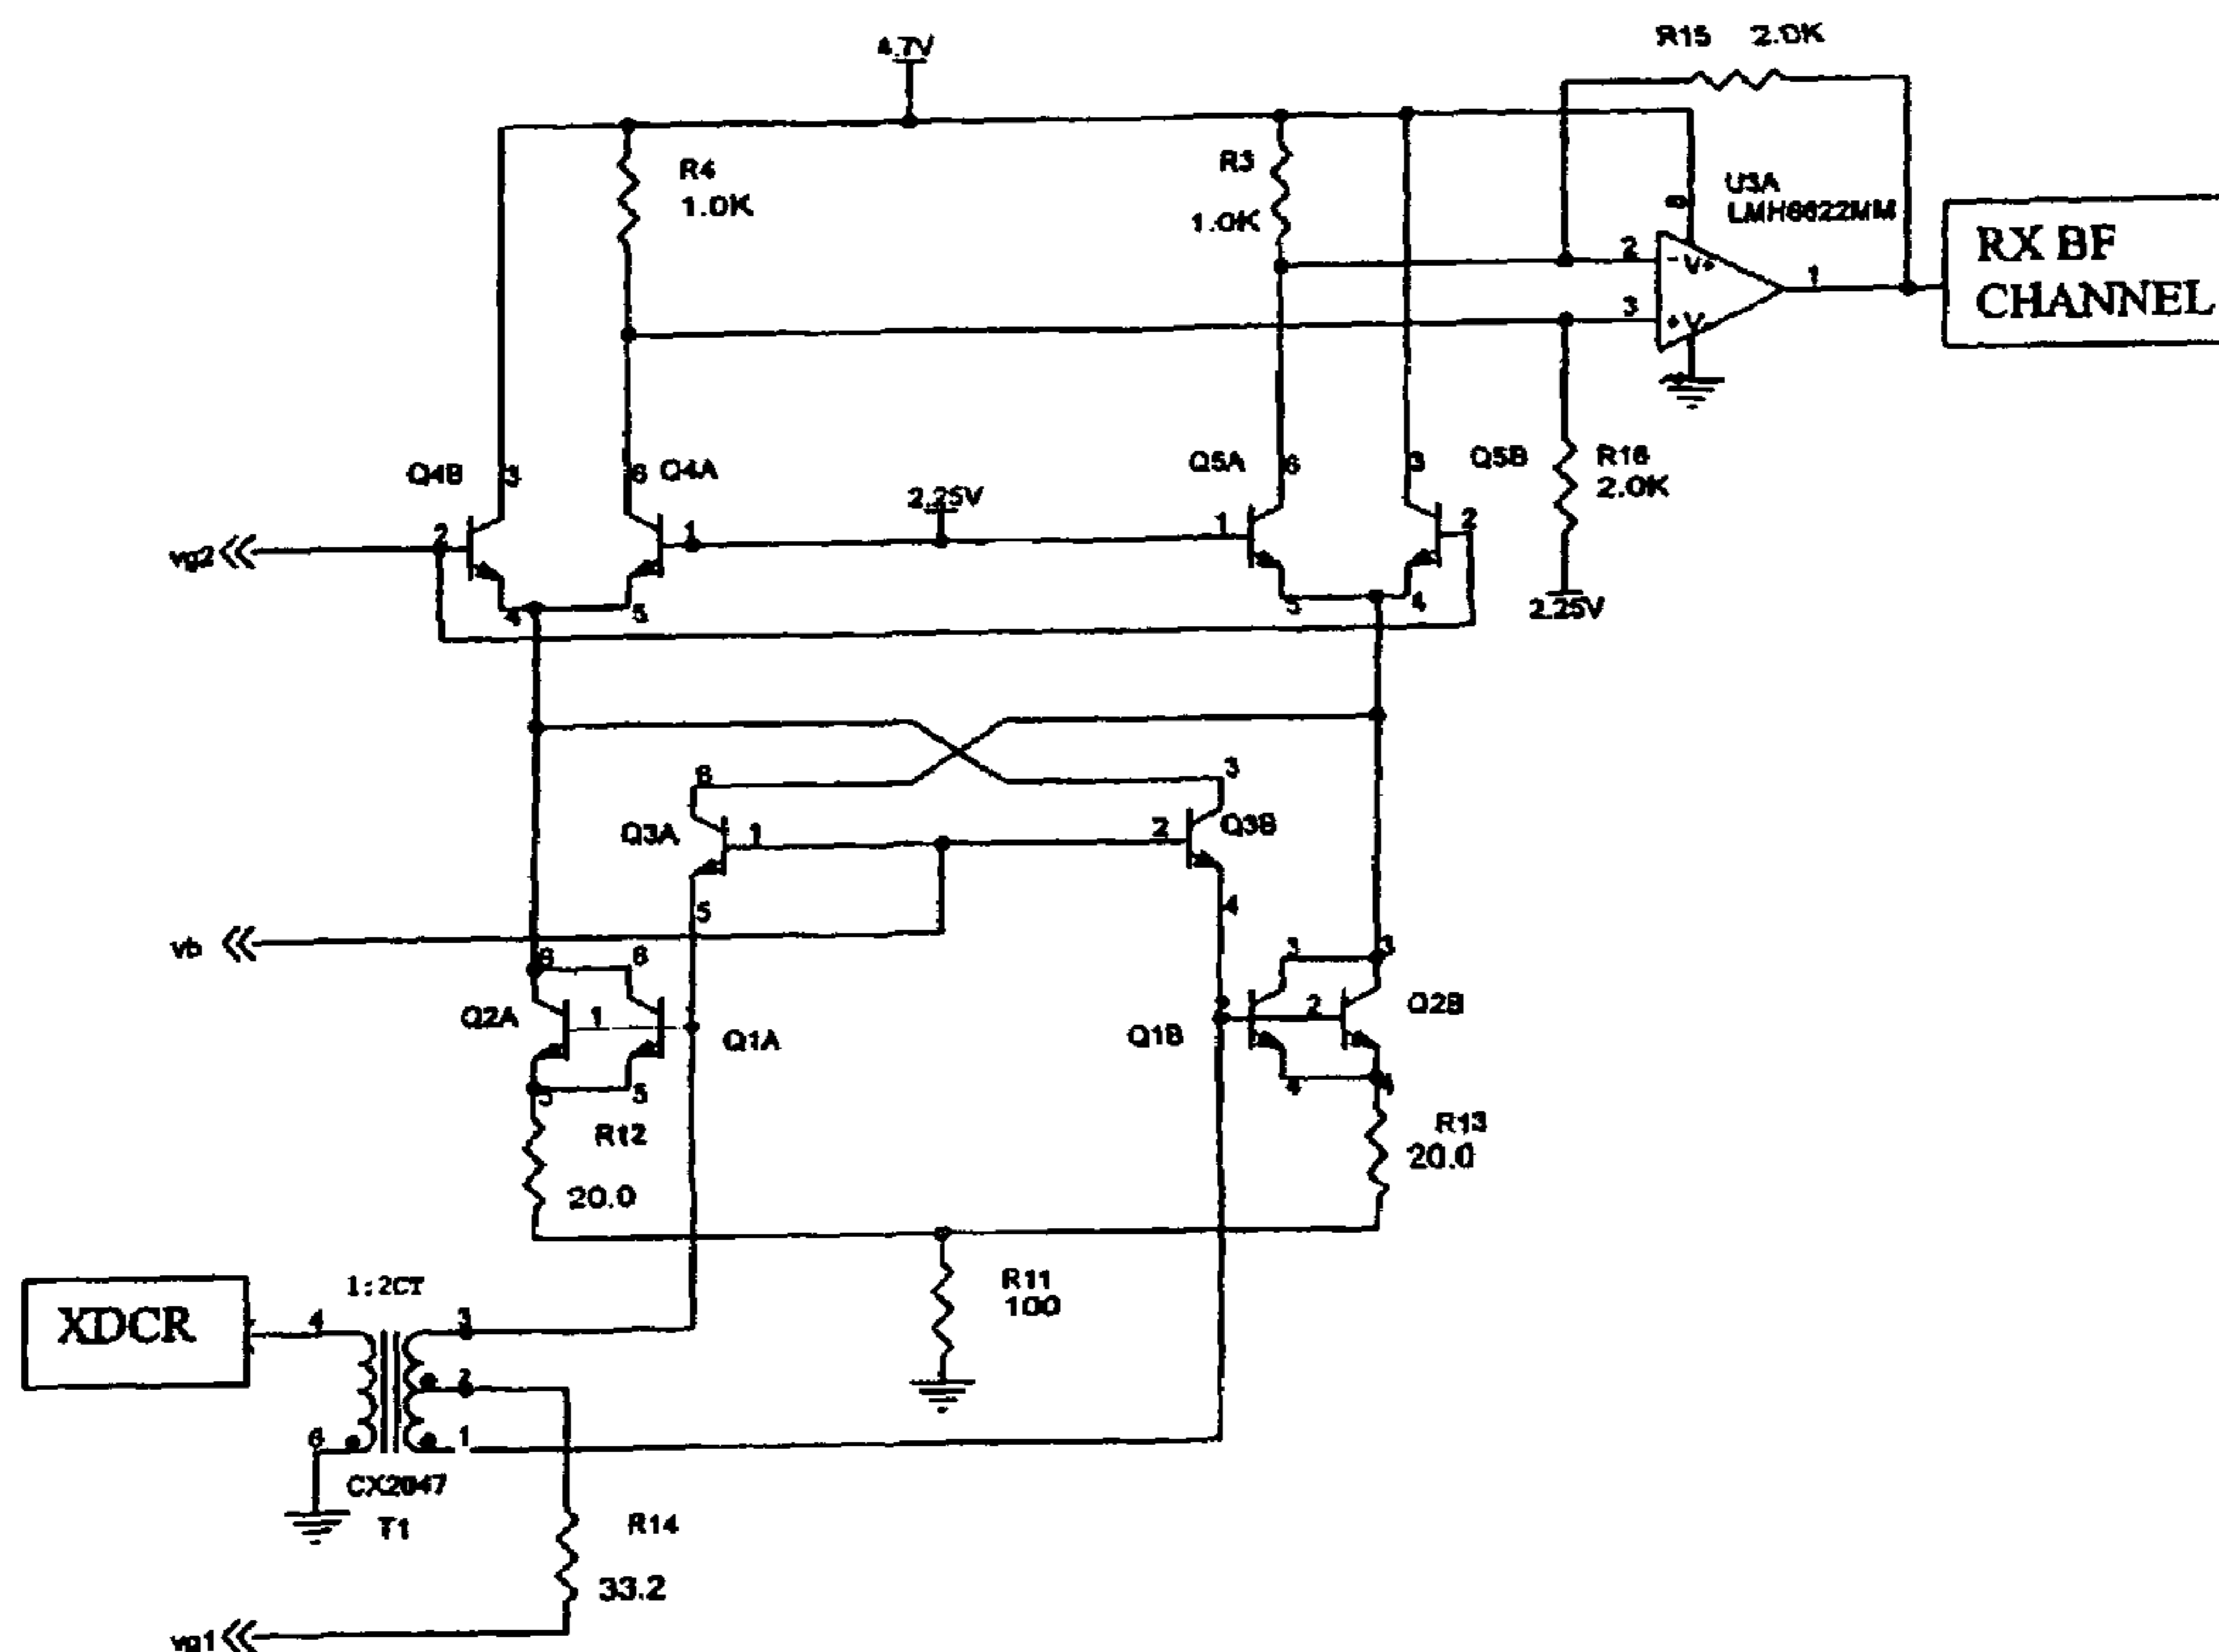 4.7V
R15 2.0K
R4
1.0K
R3
1.0K
8
U3A
LMH6622MM
2
-V+
1
3
+V
RX BF
CHANNEL
Q4B
3
6
Q4A
Q5A
6
3
Q5B
R16
2.0K
2.25V
2
1
1
2
vg2
4
5
5
4
2.25V
6
3
Q3A
1
2
Q3B
5
4
vb
6
6
3
3
Q2A
1
Q1A
Q1B
2
2
Q2B
5
5
4
4
R12
20.0
R13
20.0
R11
100
1:2CT
XDCR
4
3
2
6
1
CX2047
T1
R14
33.2
vg1